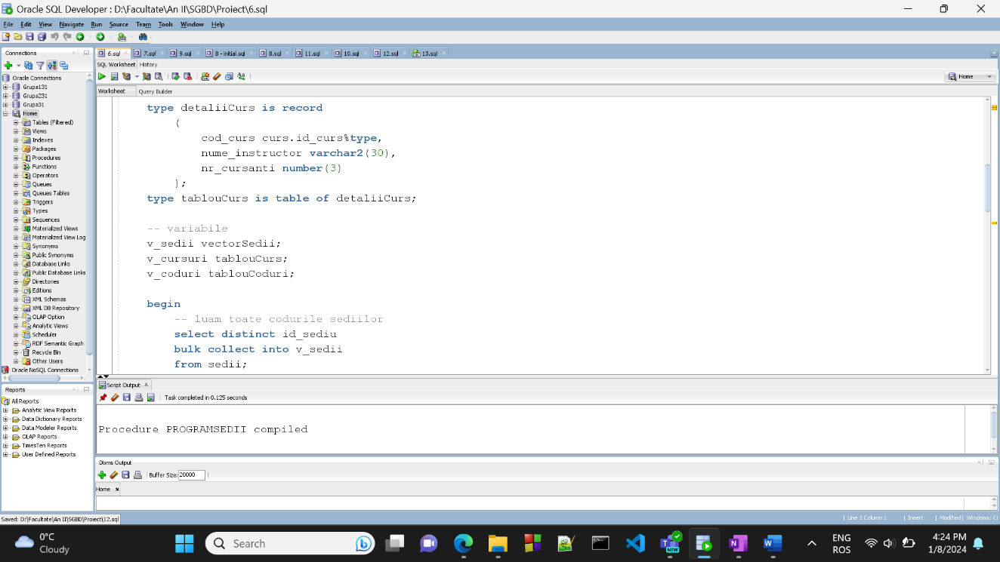 Oracle SQL Developer : D:\Facultate\An II\SGBD\Proiect\6.sql
File Edit View Navigate Run Source Team Tools Window Help
Connections
Oracle Connections
Grupa131
Grupa231
Grupa31
Home
Tables (Filtered)
Views
Indexes
Packages
Procedures
Functions
Operators
Queues
Queues Tables
Triggers
Types
Sequences
Materialized Views
Materialized View Log
Synonyms
Public Synonyms
Database Links
Public Database Links
Directories
Editions
XML Schemas
XML DB Repository
OLAP Option
Analytic Views
Scheduler
RDF Semantic Graph
Recycle Bin
Other Users
Oracle NoSQL Connections
Reports
All Reports
Analytic View Reports
Data Dictionary Reports
Data Modeler Reports
OLAP Reports
TimesTen Reports
User Defined Reports
6.sql 7.sql 9.sql 8 - initial.sql 8.sql 11.sql 10.sql 12.sql 13.sql
SQL Worksheet History
Home
Worksheet Query Builder
type detaliiCurs is record
(
cod_curs curs.id_curs%type,
nume_instructor varchar2(30),
nr_cursanti number(3)
);
type tablouCurs is table of detaliiCurs;
-- variabile
v_sedii vectorSedii;
v_cursuri tablouCurs;
v_coduri tablouCoduri;
begin
-- luam toate codurile sediilor
select distinct id_sediu
bulk collect into v_sedii
from sedii;
Script Output
Task completed in 0.125 seconds
Procedure PROGRAMSEDII compiled
Dbms Output
Buffer Size: 20000
Home
Saved: D:\Facultate\An II\SGBD\Proiect\12.sql
Line 3 Column 1 Insert Modified Windows: Cl
0°C
Cloudy
Search
NEW
ENG
ROS
4:24 PM
1/8/2024